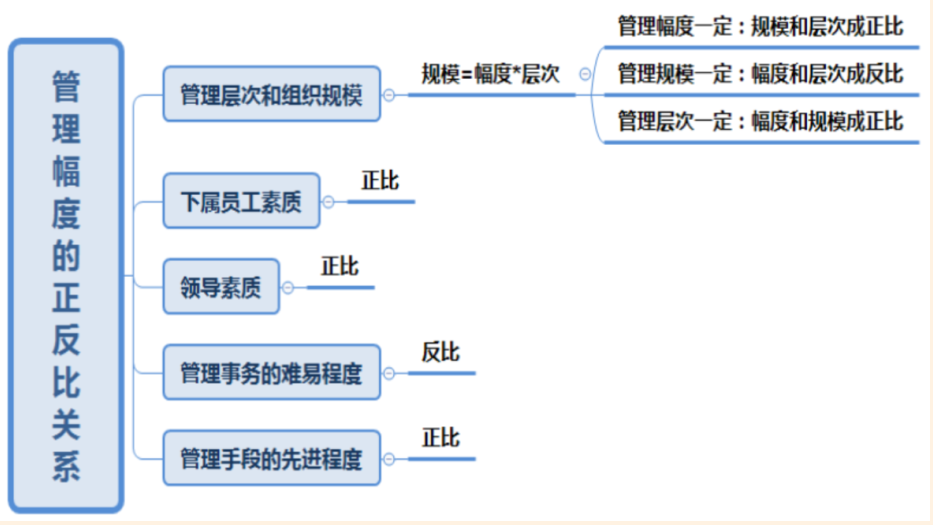 管理幅度的正反比关系
管理层次和组织规模
规模=幅度*层次
管理幅度一定：规模和层次成正比
管理规模一定：幅度和层次成反比
管理层次一定：幅度和规模成正比
下属员工素质
正比
领导素质
正比
管理事务的难易程度
反比
管理手段的先进程度
正比